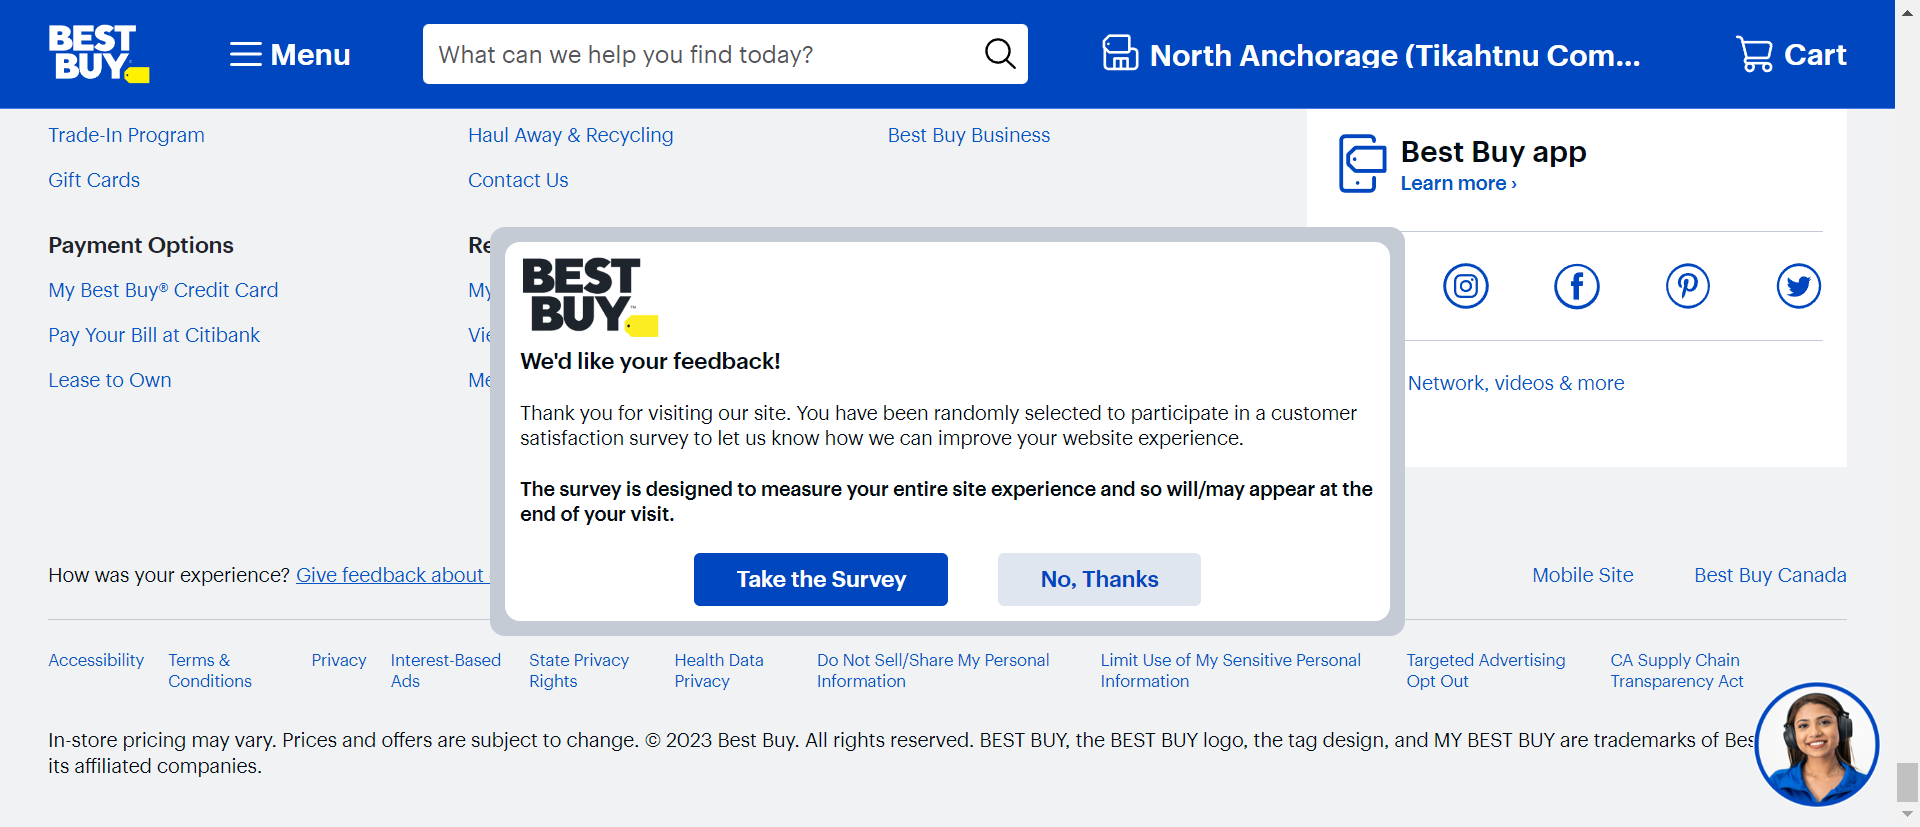 BEST
BUY
Menu
What can we help you find today?
North Anchorage (Tikahtnu Com...
Cart
Trade-In Program
Haul Away & Recycling
Best Buy Business
Gift Cards
Contact Us
Best Buy app
Learn more ›
Payment Options
My Best Buy® Credit Card
Pay Your Bill at Citibank
Lease to Own
BEST
BUY™
We'd like your feedback!
Thank you for visiting our site. You have been randomly selected to participate in a customer
satisfaction survey to let us know how we can improve your website experience.
The survey is designed to measure your entire site experience and so will/may appear at the
end of your visit.
Take the Survey
No, Thanks
Network, videos & more
How was your experience? Give feedback about
Mobile Site
Best Buy Canada
Accessibility
Terms &
Conditions
Privacy
Interest-Based
Ads
State Privacy
Rights
Health Data
Privacy
Do Not Sell/Share My Personal
Information
Limit Use of My Sensitive Personal
Information
Targeted Advertising
Opt Out
CA Supply Chain
Transparency Act
In-store pricing may vary. Prices and offers are subject to change. © 2023 Best Buy. All rights reserved. BEST BUY, the BEST BUY logo, the tag design, and MY BEST BUY are trademarks of
its affiliated companies.